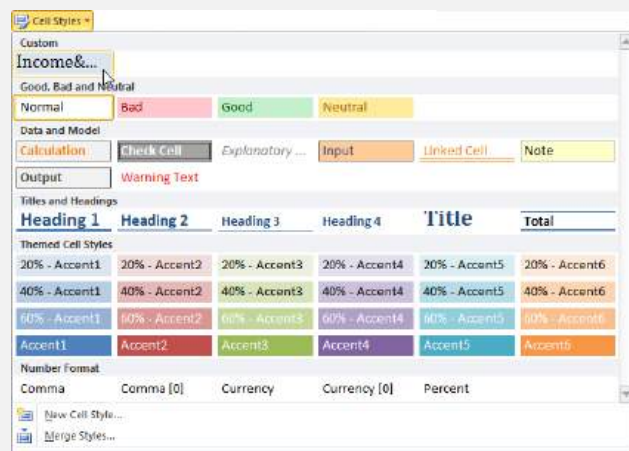 Cell Styles
Custom
Income&...
Good, Bad and Neutral
Normal Bad Good Neutral
Data and Model
Calculation Check Cell Explanatory ... Input Linked Cell Note
Output Warning Text
Titles and Headings
Heading 1 Heading 2 Heading 3 Heading 4 Title Total
Themed Cell Styles
20% - Accent1 20% - Accent2 20% - Accent3 20% - Accent4 20% - Accent5 20% - Accent6
40% - Accent1 40% - Accent2 40% - Accent3 40% - Accent4 40% - Accent5 40% - Accent6
60% - Accent1 60% - Accent2 60% - Accent3 60% - Accent4 60% - Accent5 60% - Accent6
Accent1 Accent2 Accent3 Accent4 Accent5 Accent6
Number Format
Comma Comma [0] Currency Currency [0] Percent
New Cell Style...
Merge Styles...